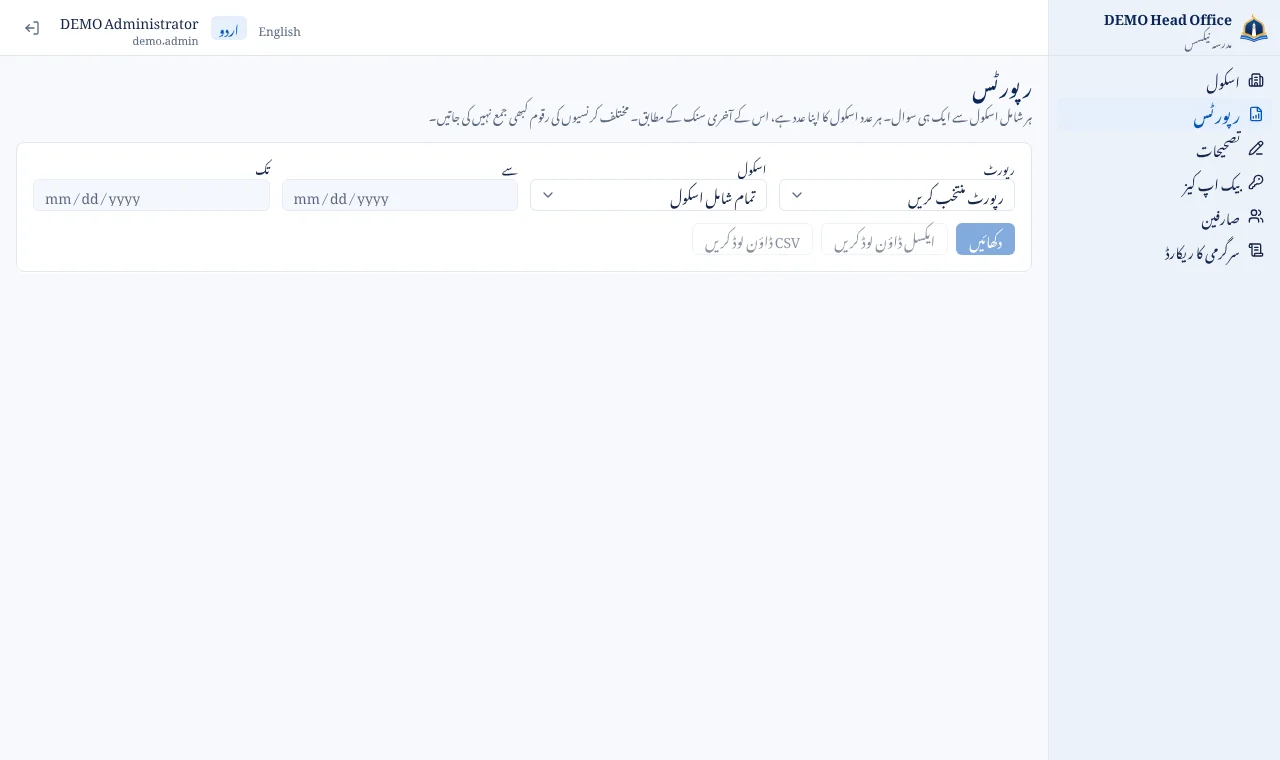 DEMO Head Office
مدرسہ نیکسس
اسکول
رپورٹس
تصحیحات
بیک اپ کیز
صارفین
سرگرمی کا ریکارڈ
English
اردو
DEMO Administrator
demo.admin
رپورٹس
ہر شامل اسکول سے ایک ہی سوال۔ ہر عدد اسکول کا اپنا عدد ہے، اس کے آخری سنک کے مطابق۔ مختلف کرنسیوں کی رقوم کبھی جمع نہیں کی جاتیں۔
رپورٹ
اسکول
سے
تک
رپورٹ منتخب کریں
تمام شامل اسکول
mm/dd/yyyy
mm/dd/yyyy
دکھائیں
ایکسل ڈاؤن لوڈ کریں
CSV ڈاؤن لوڈ کریں